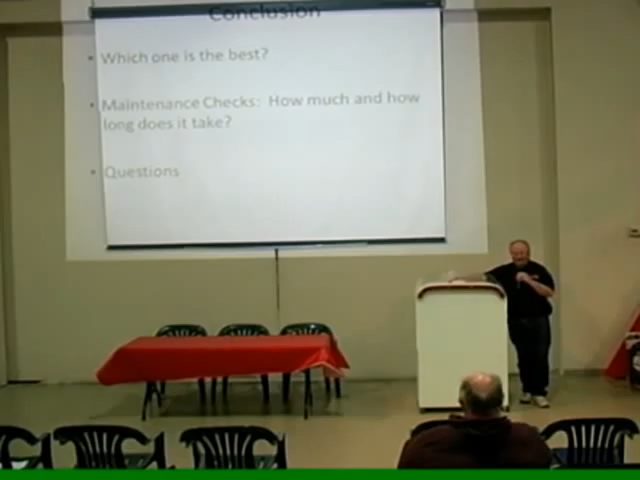 Conclusion
• Which one is the best?
• Maintenance Checks: How much and how
long does it take?
• Questions